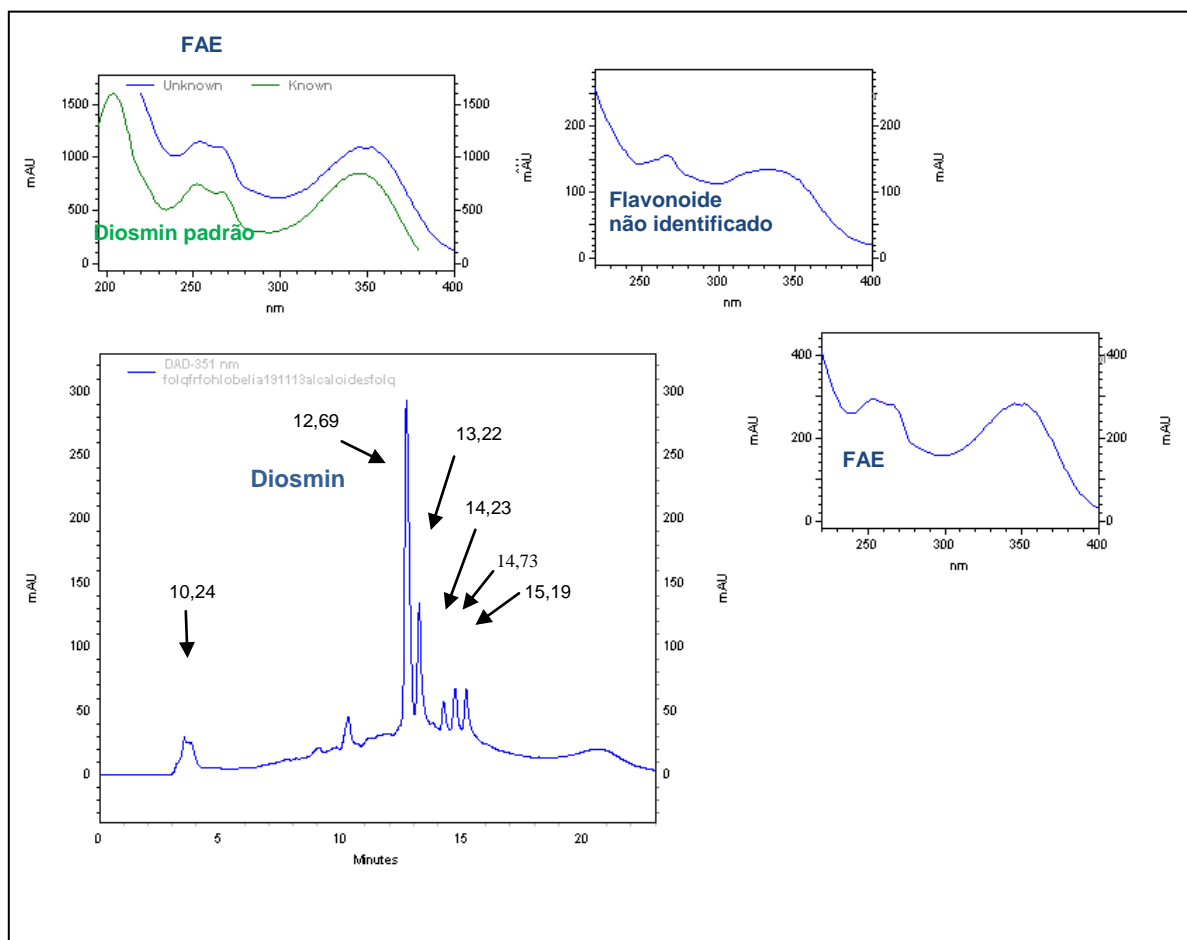 FAE
Unknown Known
1500 1500
1000 1000
500 500
0 0
mAU
mAU
Diosmin padrão
200 250 300 350 400
nm
200 200
100 100
0 0
mAU
mAU
Flavonoide
não identificado
250 300 350 400
nm
400 400
200 200
0 0
mAU
mAU
FAE
250 300 350 400
nm
DAD-351 nm
folqfrfohlobelia191113alcaloidesfolq
300 300
250 250
200 200
150 150
100 100
50 50
0 0
mAU
mAU
12,69
13,22
Diosmin
14,23
14,73
10,24
15,19
0 5 10 15 20
Minutes